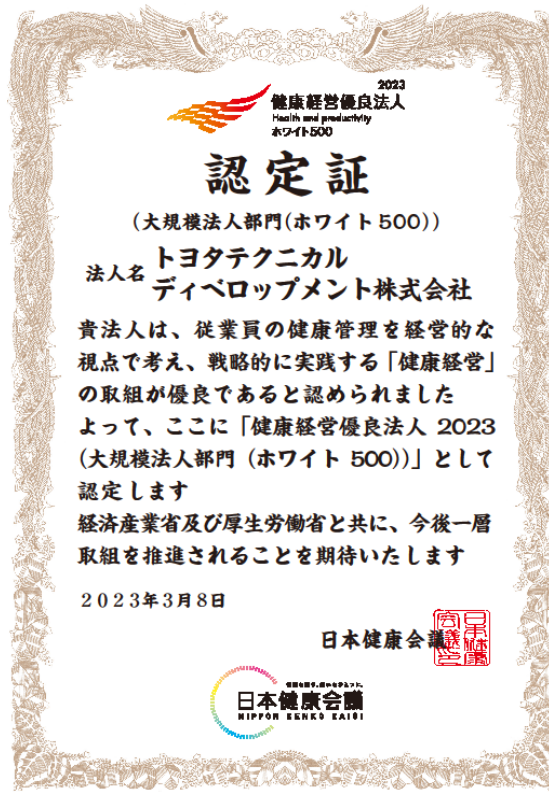 2023
健康経営優良法人
Health and productivity
ホワイト500
認定証
(大規模法人部門(ホワイト500))
法人名 トヨタテクニカル
ディベロップメント株式会社
貴法人は、従業員の健康管理を経営的な
視点で考え、戦略的に実践する「健康経営」
の取組が優良であると認められました
よって、ここに「健康経営優良法人 2023
(大規模法人部門 (ホワイト 500))」として
認定します
経済産業省及び厚生労働省と共に、今後一層
取組を推進されることを期待いたします
2023年3月8日
日本健康会議
日本健康会議
NIPPON KENKO KAIGI